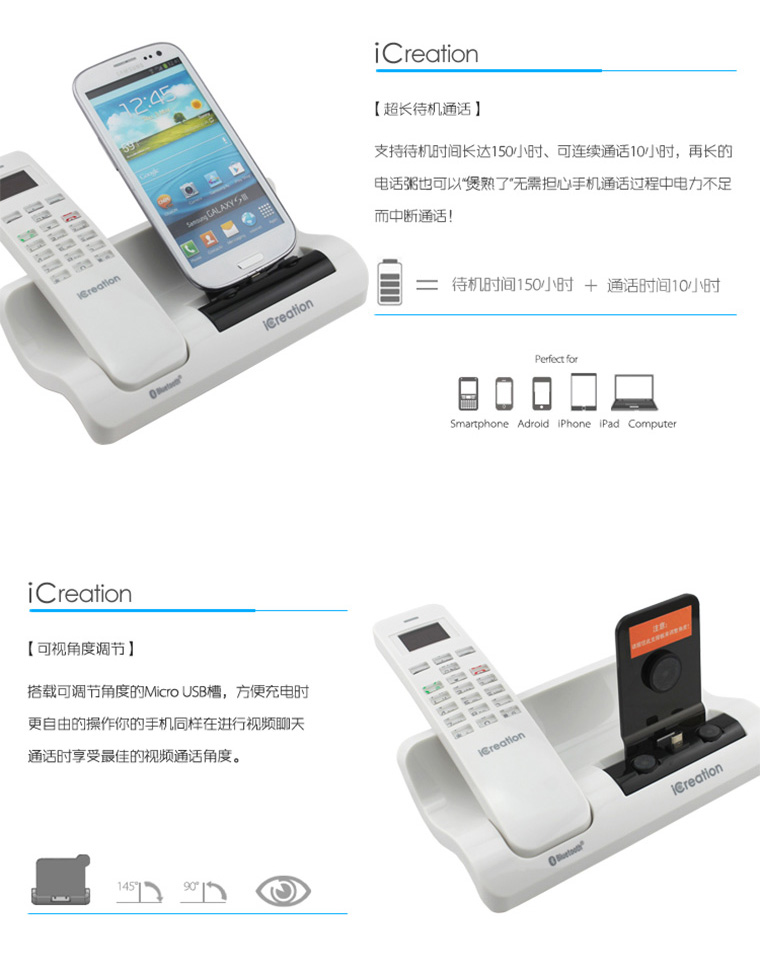 iCreation
【超长待机通话】
支持待机时间长达150小时、可连续通话10小时，再长的
电话粥也可以“煲熟了”无需担心手机通话过程中电力不足
而中断通话！
待机时间150小时 + 通话时间10小时
Perfect for
Smartphone Adroid iPhone iPad Computer
12:45
Google
Samsung GALAXY S III
iCreation
iCreation
Bluetooth
iCreation
【可视角度调节】
搭载可调节角度的Micro USB槽，方便充电时
更自由的操作你的手机同样在进行视频聊天
通话时享受最佳的视频通话角度。
145° 90°
注意：
iCreation
iCreation
Bluetooth